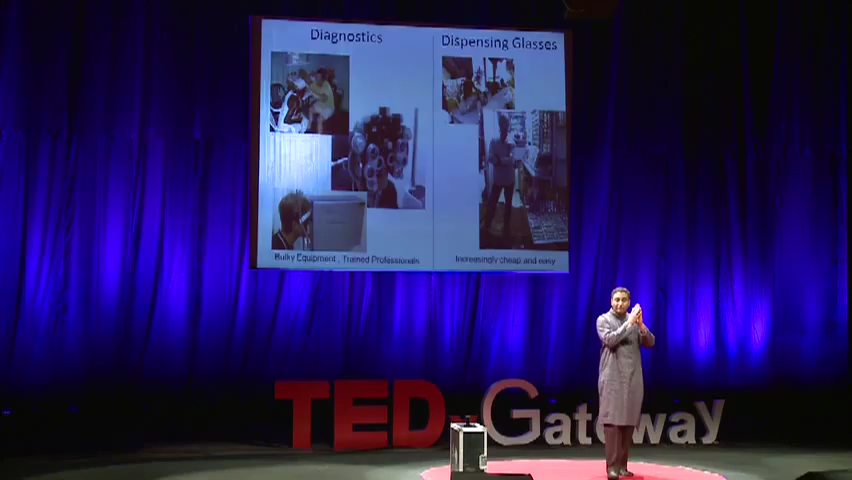 Diagnostics
Dispensing Glasses
Bulky Equipment , Trained Professionals
Increasingly cheap and easy
TEDxGateway